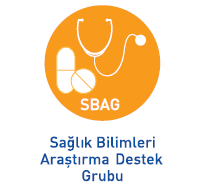 SBAG
Sağlık Bilimleri
Araştırma Destek
Grubu